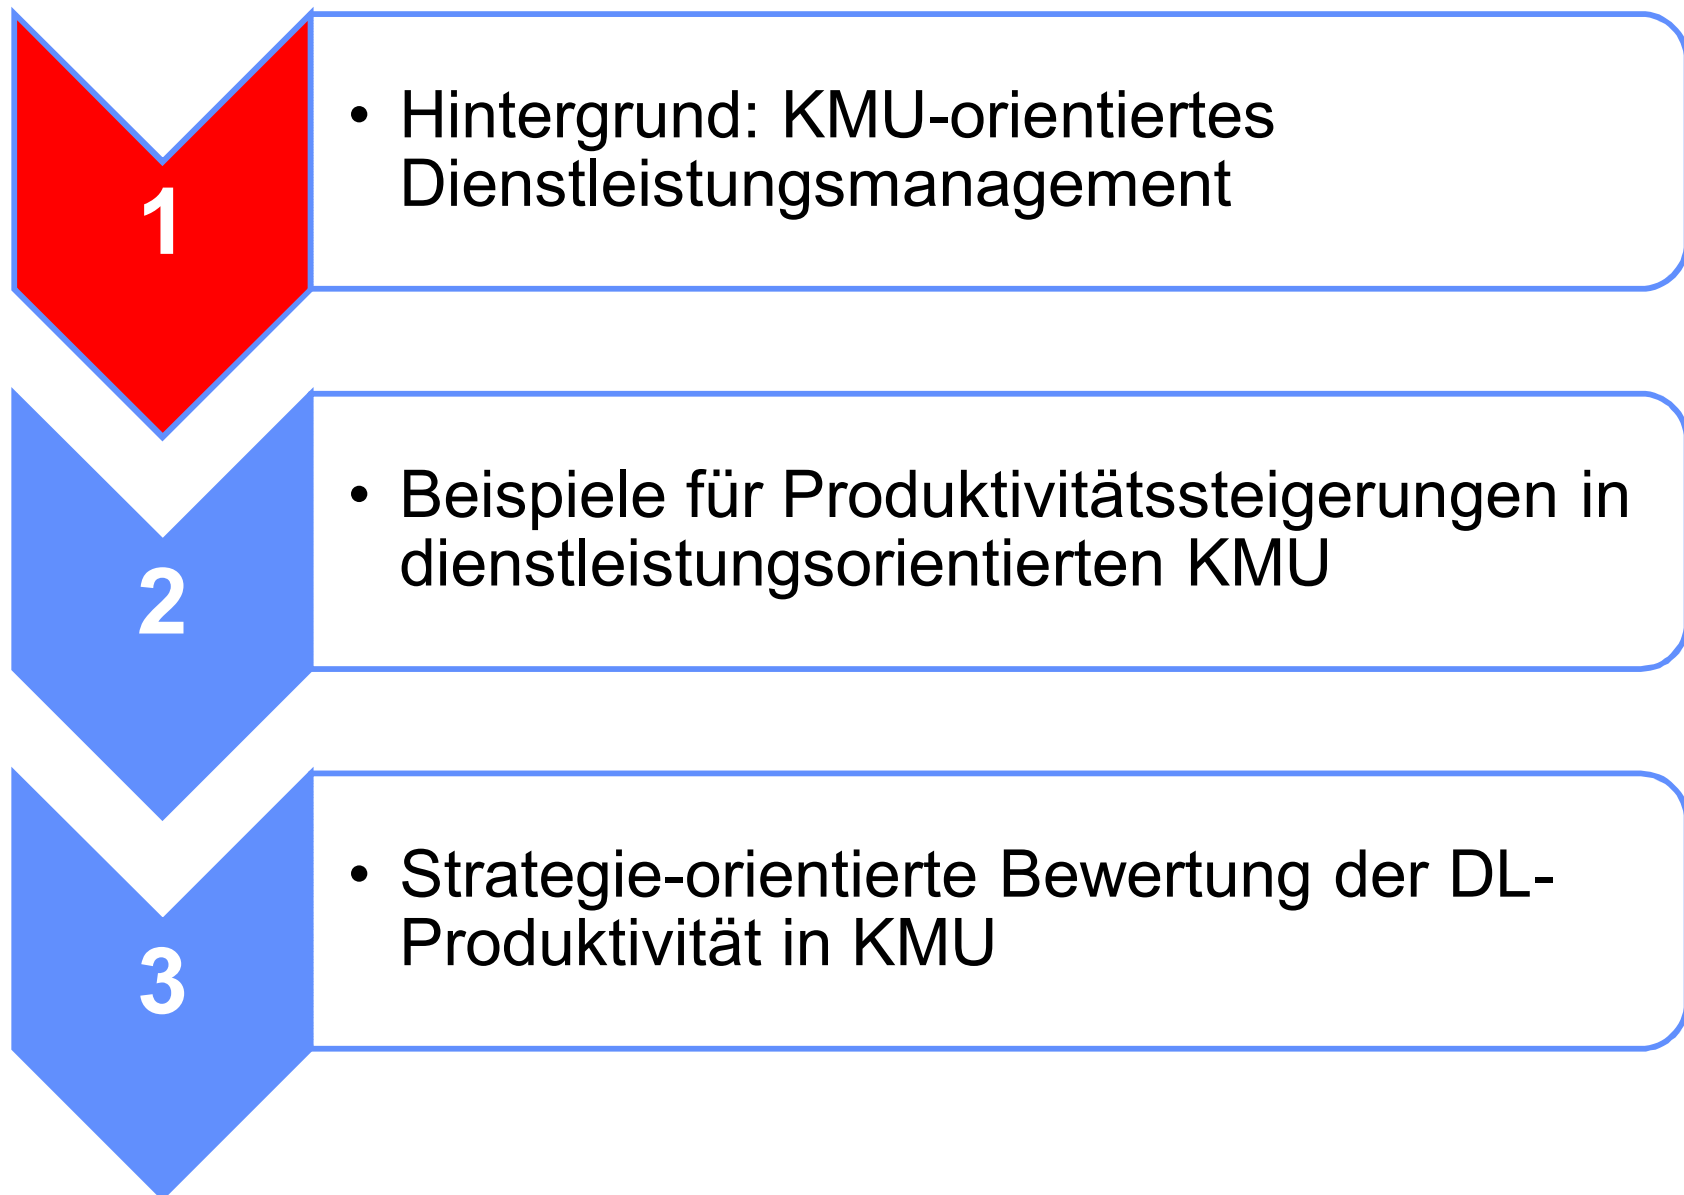 1
• Hintergrund: KMU-orientiertes
Dienstleistungsmanagement
2
• Beispiele für Produktivitätssteigerungen in
dienstleistungsorientierten KMU
3
• Strategie-orientierte Bewertung der DL-
Produktivität in KMU